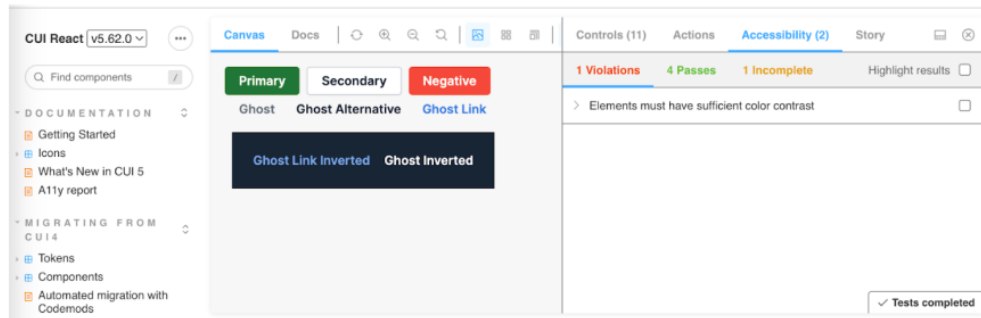 CUI React v5.62.0
Find components /
DOCUMENTATION
Getting Started
Icons
What's New in CUI 5
A11y report
MIGRATING FROM
CUI4
Tokens
Components
Automated migration with
Codemods
Canvas Docs
Primary Secondary Negative
Ghost Ghost Alternative Ghost Link
Ghost Link Inverted Ghost Inverted
Controls (11) Actions Accessibility (2) Story
1 Violations 4 Passes 1 Incomplete Highlight results
Elements must have sufficient color contrast
Tests completed